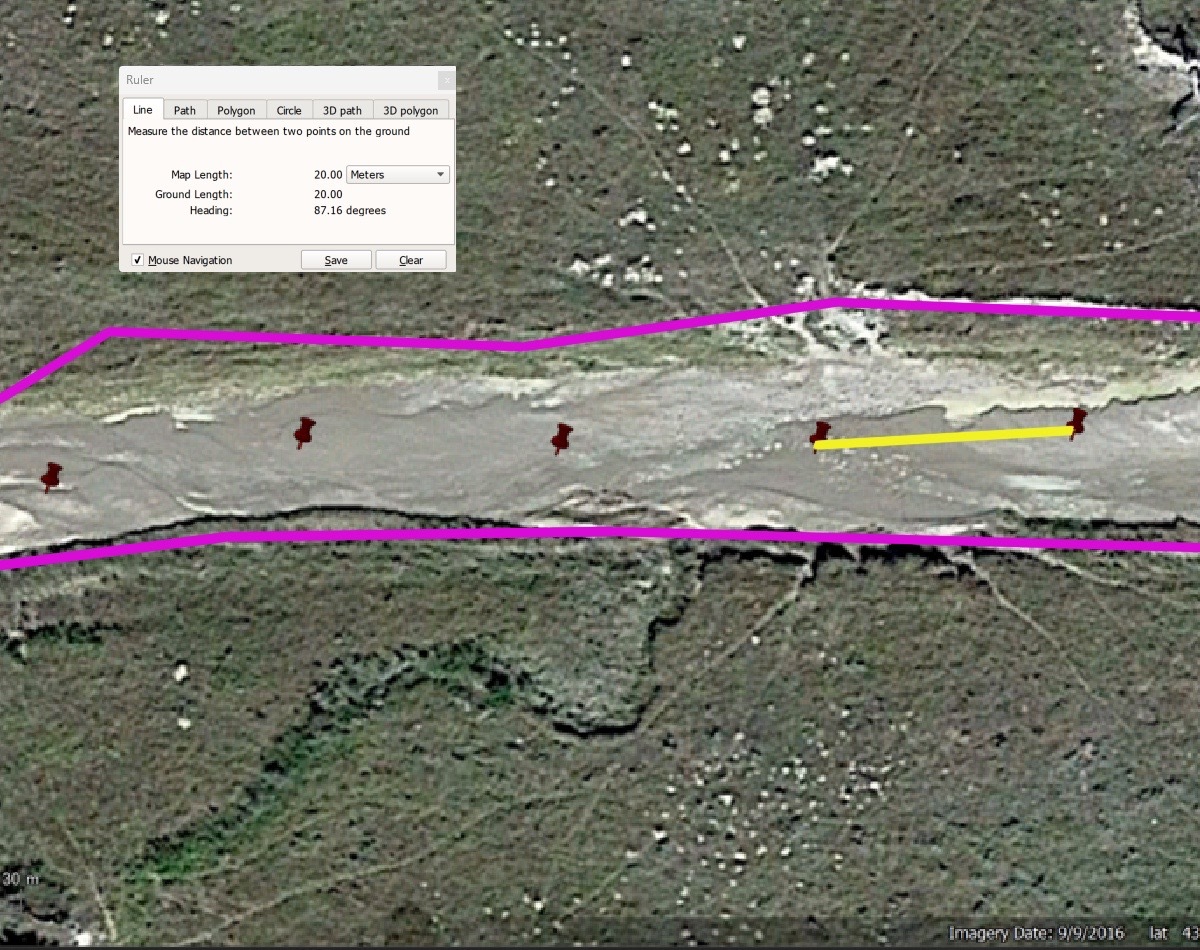 Ruler
Line Path Polygon Circle 3D path 3D polygon
Measure the distance between two points on the ground
Map Length: 20.00 Meters
Ground Length: 20.00
Heading: 87.16 degrees
Mouse Navigation Save Clear
30 m
Imagery Date: 9/9/2016 lat 43